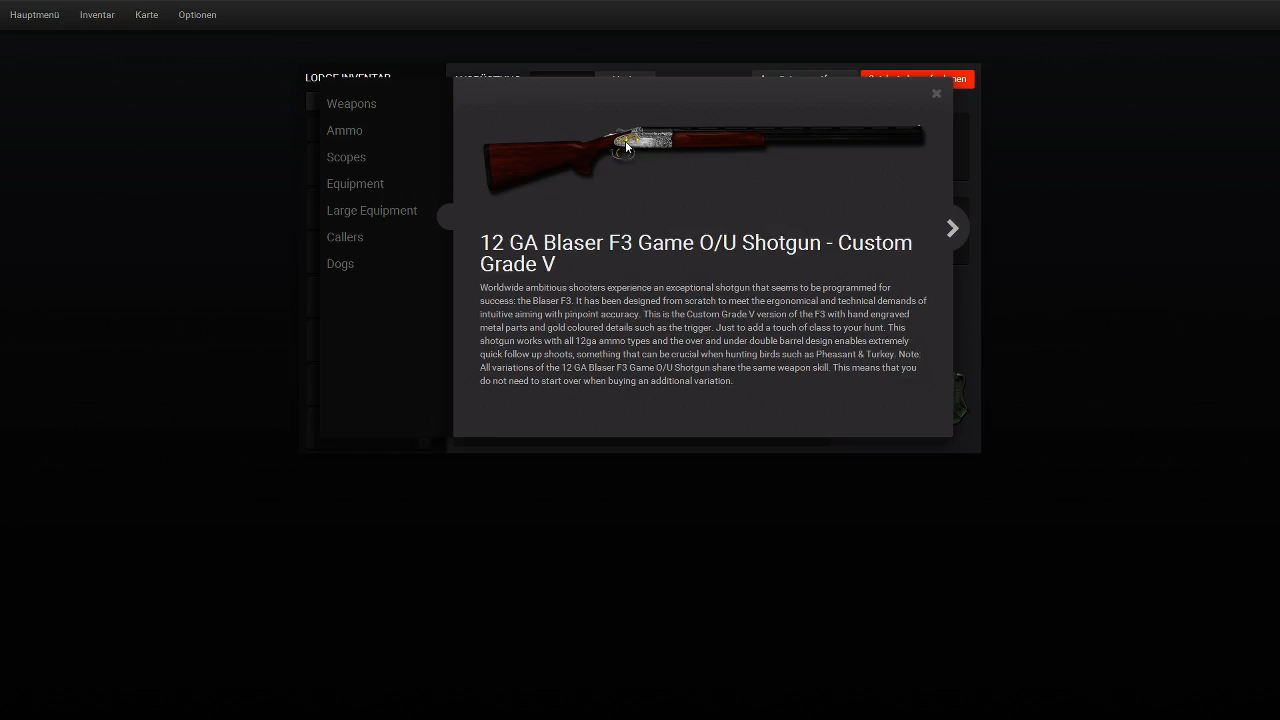 Hauptmenü Inventar Karte Optionen
LODGE INVENTAR
Weapons
Ammo
Scopes
Equipment
Large Equipment
Callers
Dogs
12 GA Blaser F3 Game O/U Shotgun - Custom
Grade V
Worldwide ambitious shooters experience an exceptional shotgun that seems to be programmed for
success: the Blaser F3. It has been designed from scratch to meet the ergonomical and technical demands of
intuitive aiming with pinpoint accuracy. This is the Custom Grade V version of the F3 with hand engraved
metal parts and gold coloured details such as the trigger. Just to add a touch of class to your hunt. This
shotgun works with all 12ga ammo types and the over and under double barrel design enables extremely
quick follow up shoots, something that can be crucial when hunting birds such as Pheasant & Turkey. Note:
All variations of the 12 GA Blaser F3 Game O/U Shotgun share the same weapon skill. This means that you
do not need to start over when buying an additional variation.